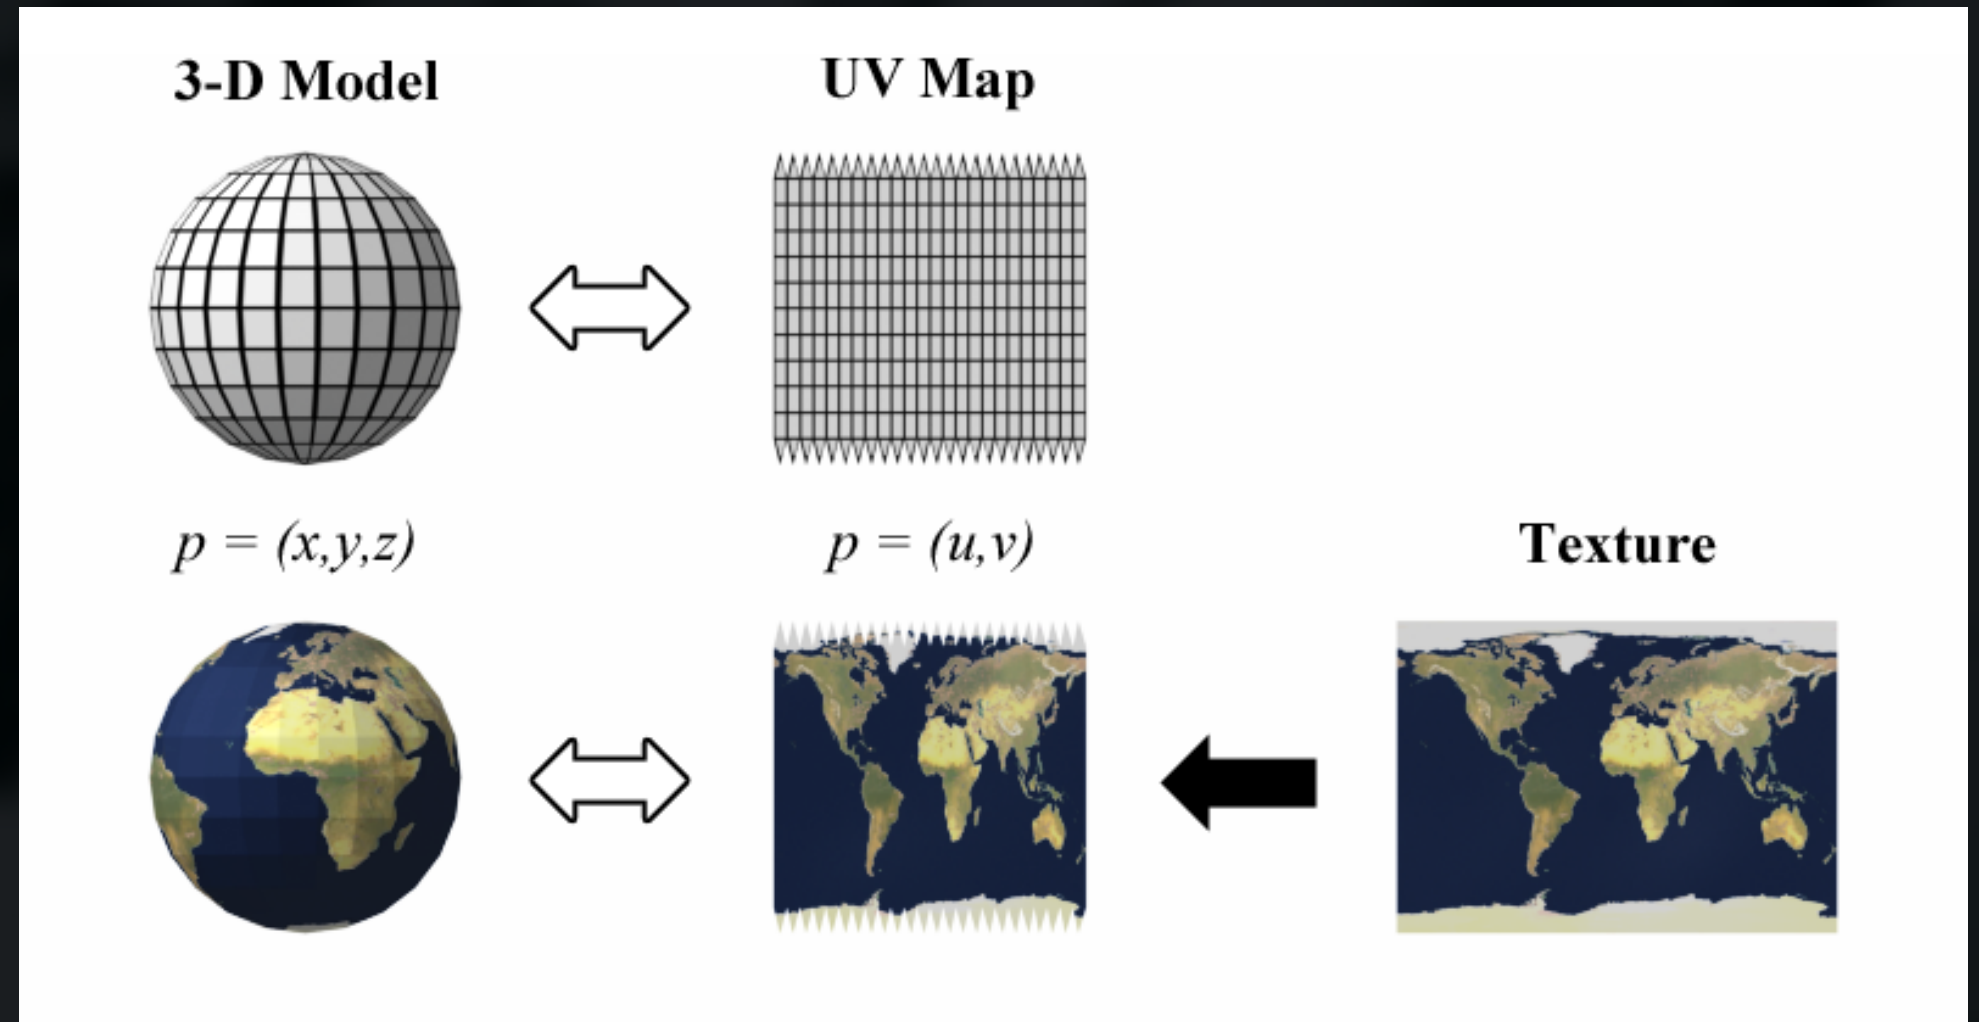 3-D Model
UV Map
p = (x,y,z)
p = (u,v)
Texture